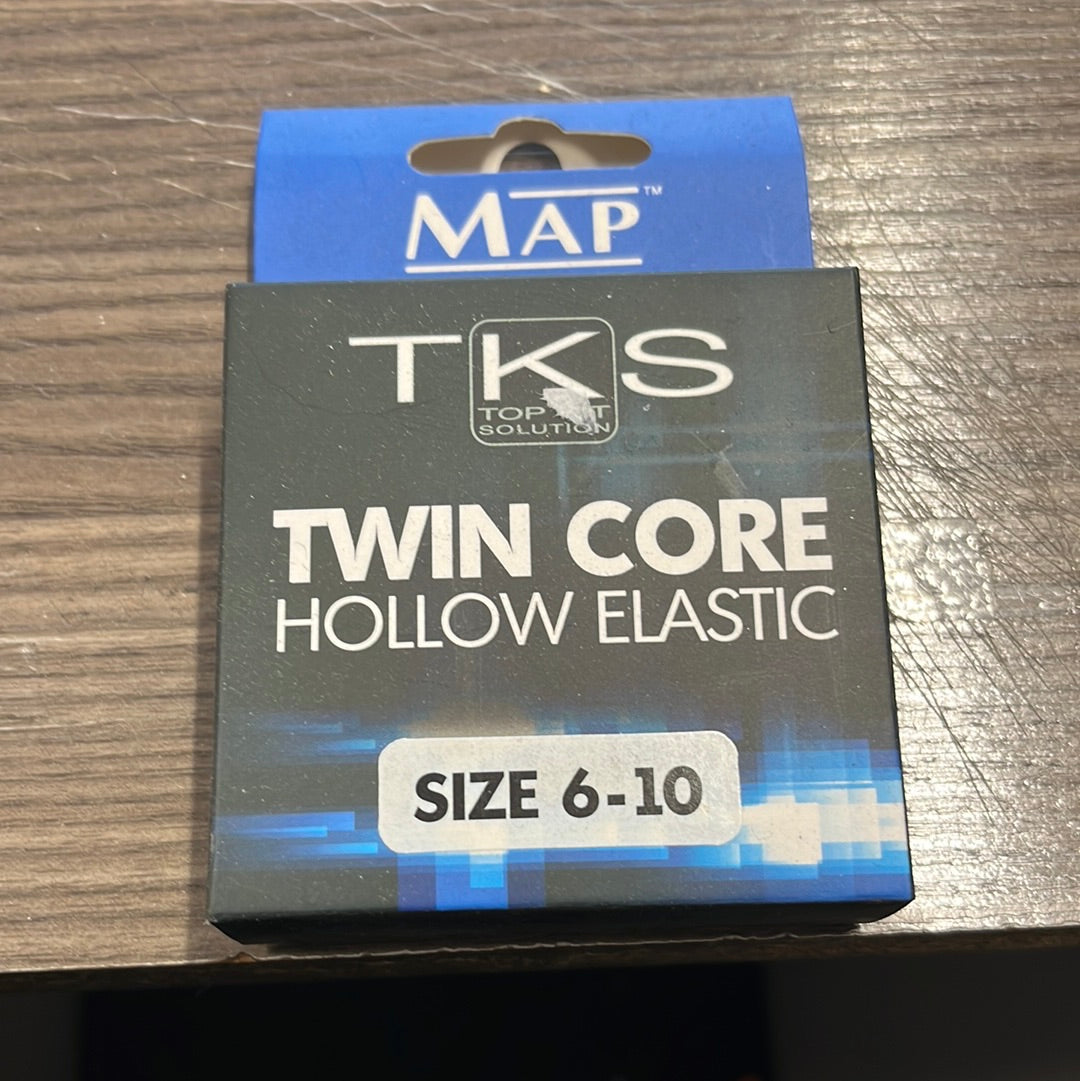 MAP™
TKS
TOP
SOLUTION
TWIN CORE
HOLLOW ELASTIC
SIZE 6-10